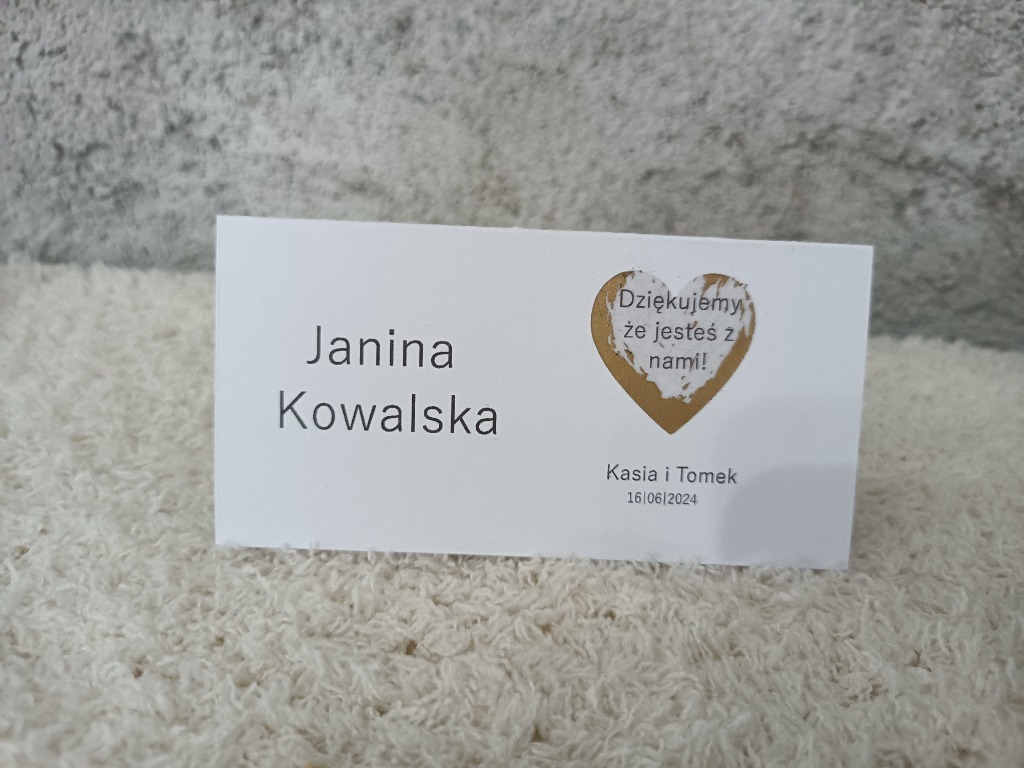 Janina
Kowalska
Dziękujemy
że jesteś z
nami!
Kasia i Tomek
16|06|2024